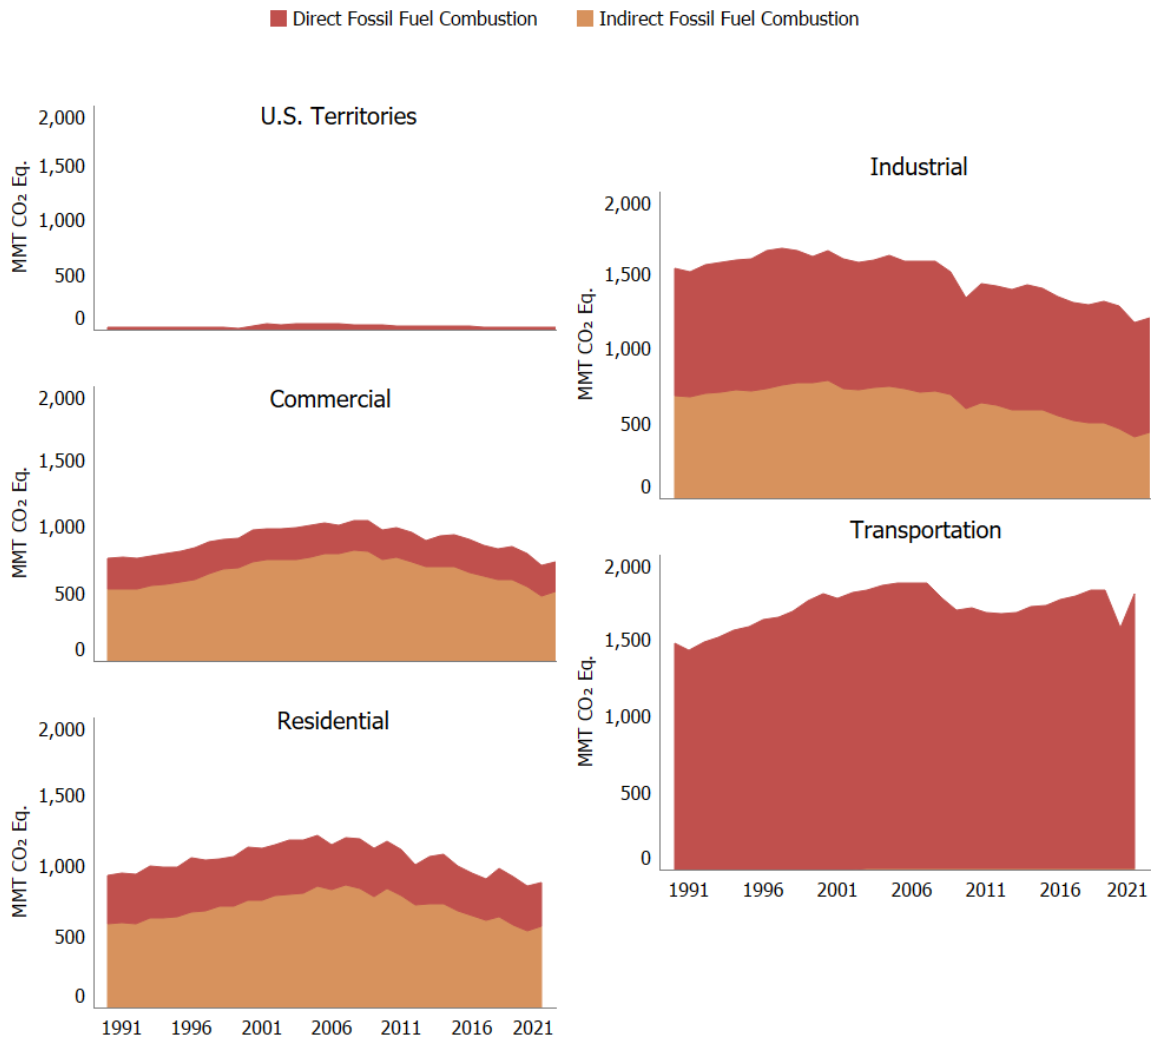 Direct Fossil Fuel Combustion
Indirect Fossil Fuel Combustion
U.S. Territories
MMT CO₂ Eq.
2,000
1,500
1,000
500
0
Commercial
MMT CO₂ Eq.
2,000
1,500
1,000
500
0
Residential
MMT CO₂ Eq.
2,000
1,500
1,000
500
0
1991 1996 2001 2006 2011 2016 2021
Industrial
MMT CO₂ Eq.
2,000
1,500
1,000
500
0
Transportation
MMT CO₂ Eq.
2,000
1,500
1,000
500
0
1991 1996 2001 2006 2011 2016 2021